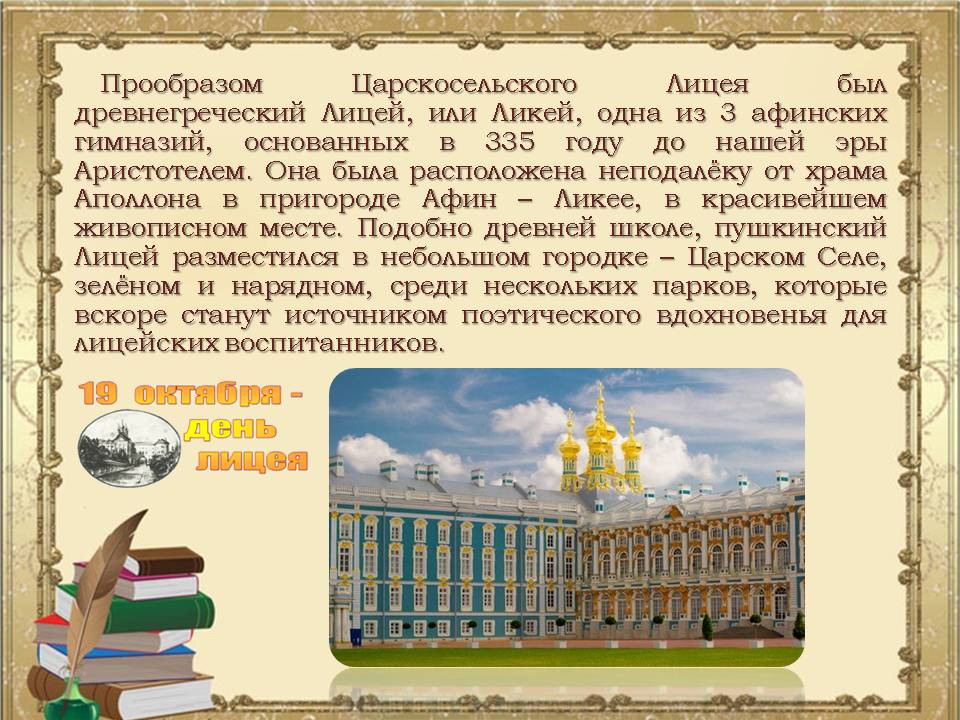 Прообразом Царскосельского Лицея был
древнегреческий Лицей, или Ликей, одна из 3 афинских
гимназий, основанных в 335 году до нашей эры
Аристотелем. Она была расположена неподалёку от храма
Аполлона в пригороде Афин – Ликее, в красивейшем
живописном месте. Подобно древней школе, пушкинский
Лицей разместился в небольшом городке – Царском Селе,
зелёном и нарядном, среди нескольких парков, которые
вскоре станут источником поэтического вдохновенья для
лицейских воспитанников.
19 октября -
день
лицея